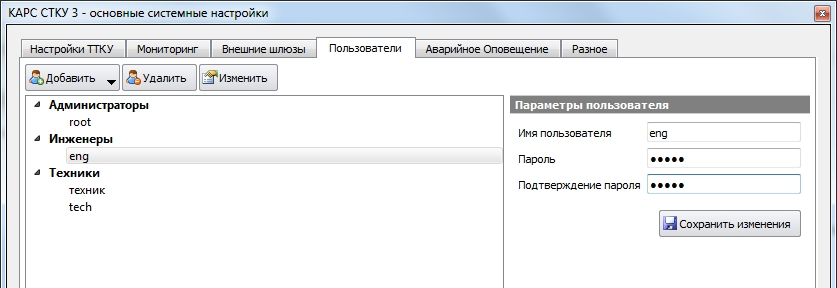 КАРС СТКУ 3 - основные системные настройки
Настройки ТТКУ Мониторинг Внешние шлюзы Пользователи Аварийное Оповещение Разное
Добавить Удалить Изменить
Администраторы
root
Инженеры
eng
Техники
техник
tech
Параметры пользователя
Имя пользователя eng
Пароль •••••
Подтверждение пароля •••••
Сохранить изменения